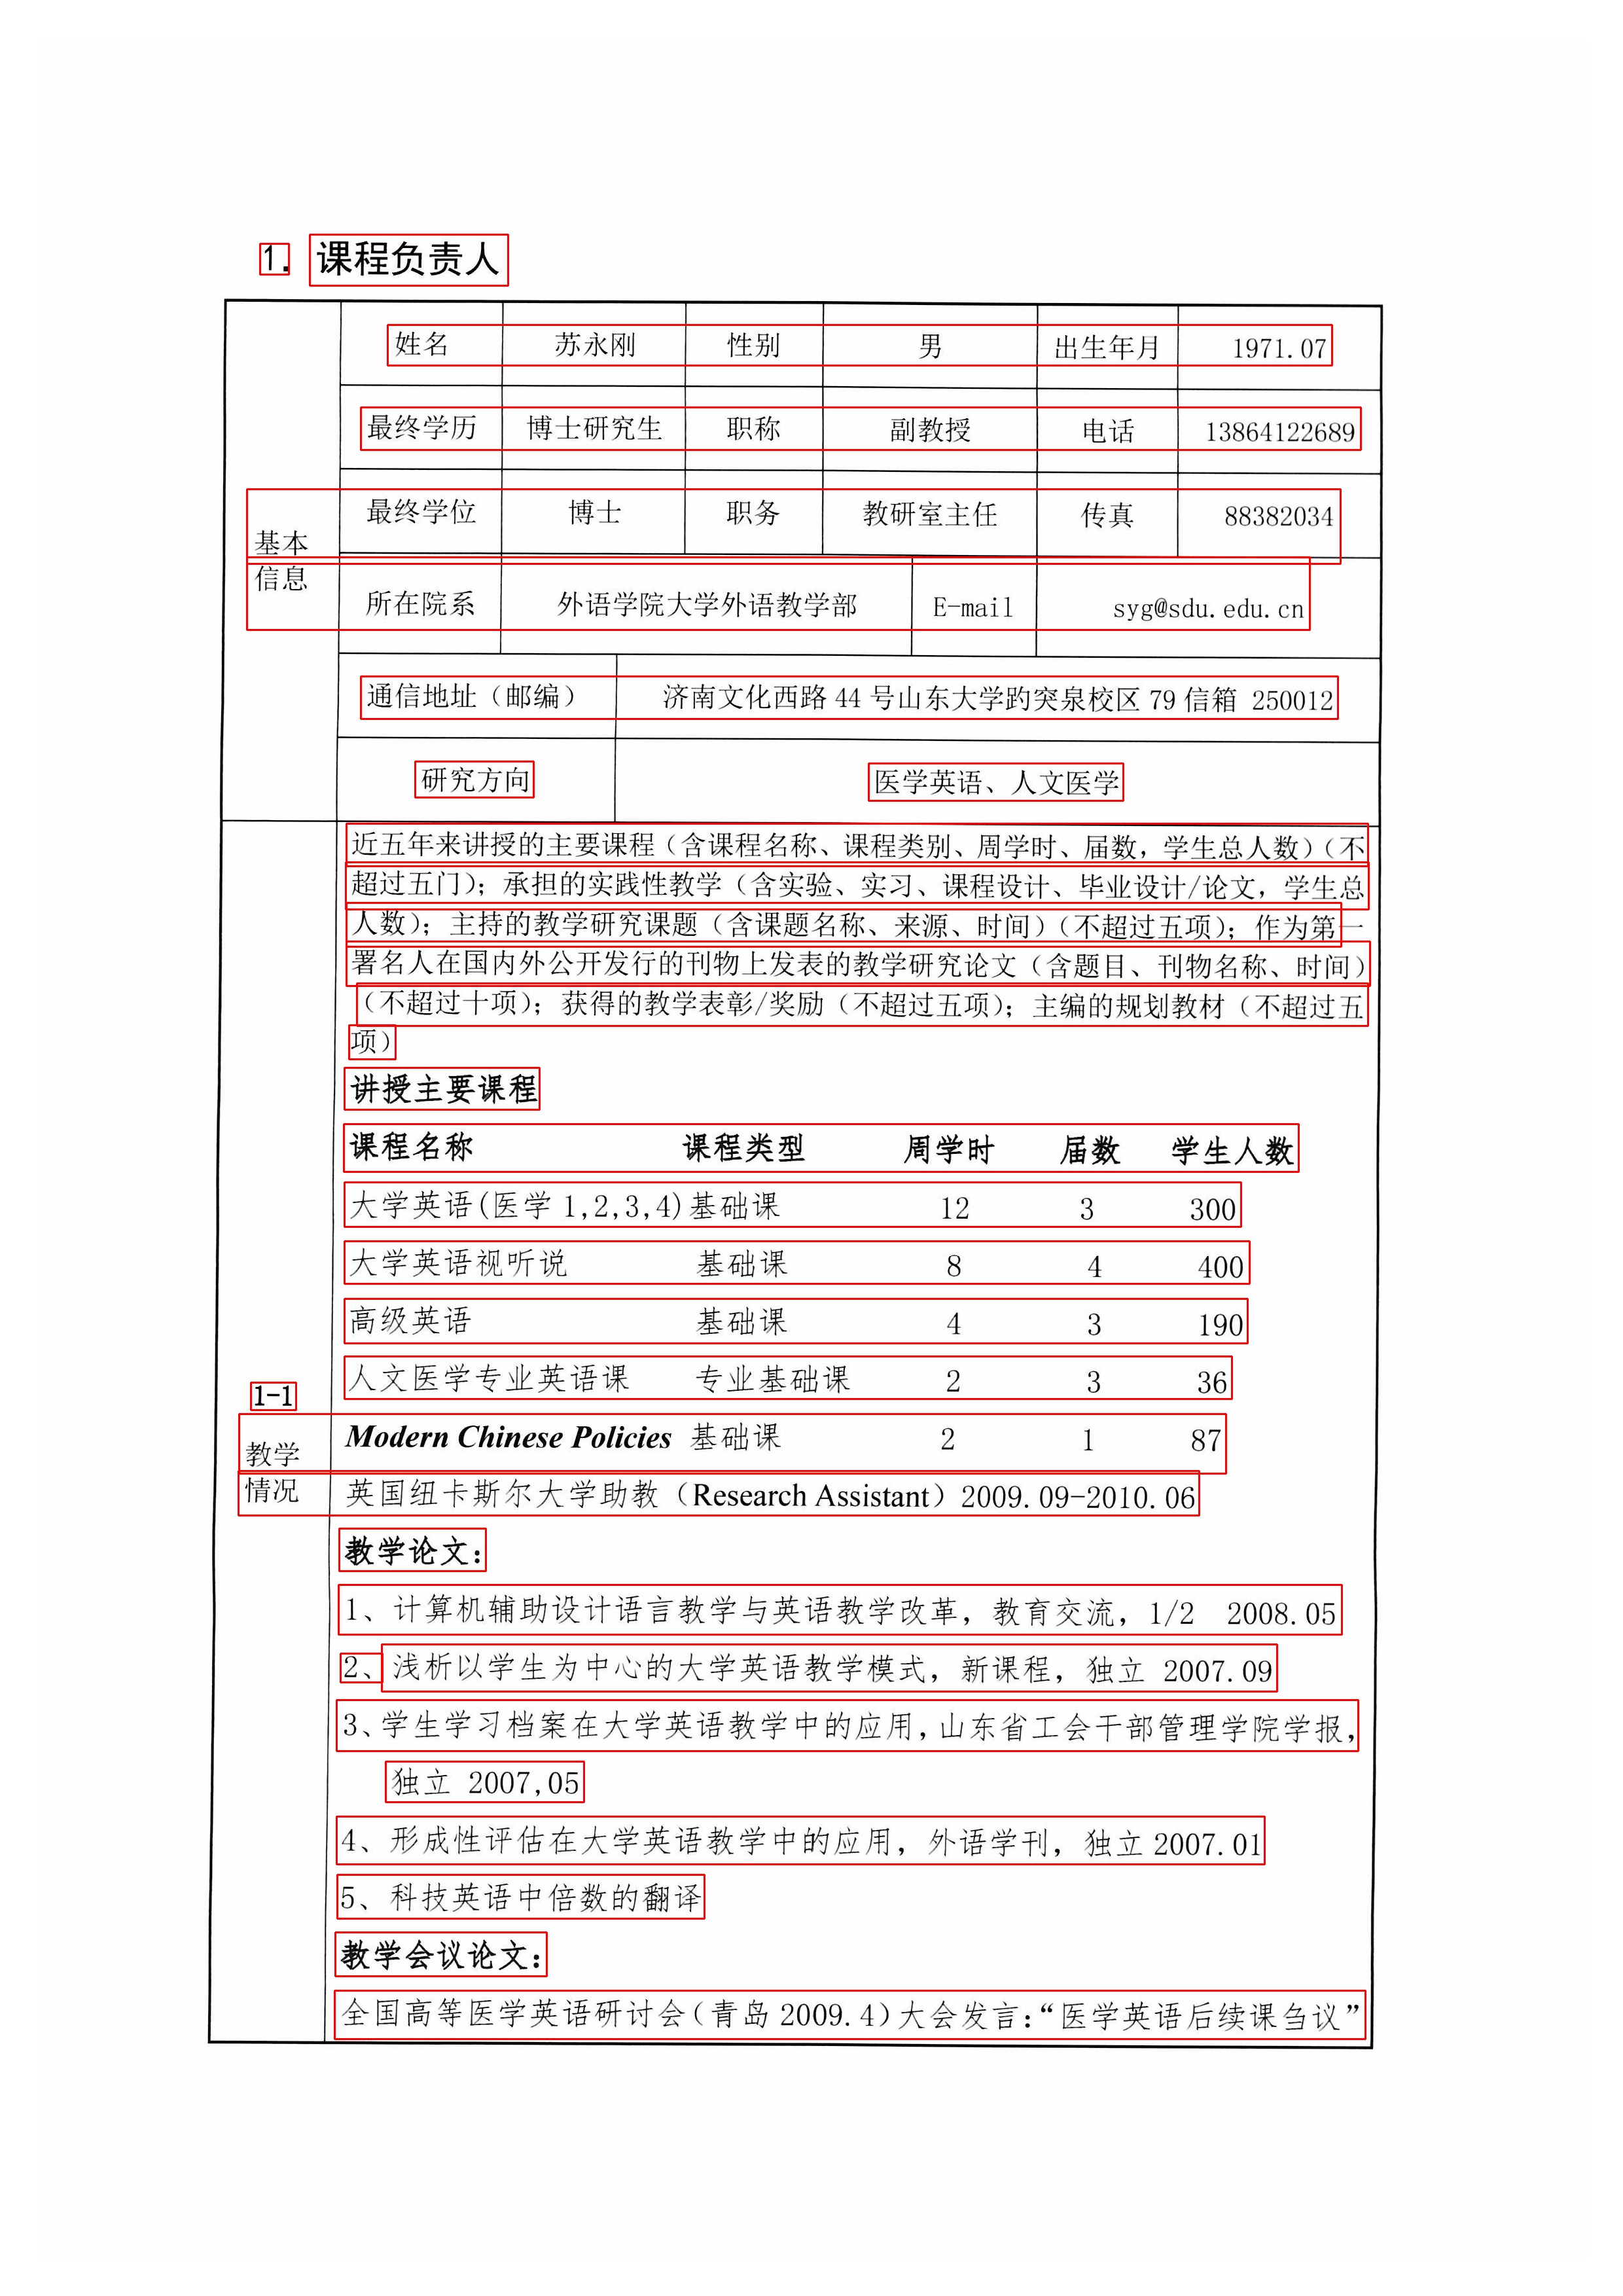 1. 课程负责人
姓名 苏永刚 性别 男 出生年月 1971.07
最终学历 博士研究生 职称 副教授 电话 13864122689
基本 最终学位 博士 职务 教研室主任 传真 88382034
信息 所在院系 外语学院大学外语教学部 E-mail syg@sdu.edu.cn
通信地址（邮编） 济南文化西路 44 号山东大学趵突泉校区 79 信箱 250012
研究方向 医学英语、人文医学
近五年来讲授的主要课程（含课程名称、课程类别、周学时、届数，学生总人数）（不
超过五门）；承担的实践性教学（含实验、实习、课程设计、毕业设计/论文，学生总
人数）；主持的教学研究课题（含课题名称、来源、时间）（不超过五项）；作为第一
署名人在国内外公开发行的刊物上发表的教学研究论文（含题目、刊物名称、时间）
（不超过十项）；获得的教学表彰/奖励（不超过五项）；主编的规划教材（不超过五
项）
讲授主要课程
课程名称 课程类型 周学时 届数 学生人数
大学英语(医学 1,2,3,4) 基础课 12 3 300
大学英语视听说 基础课 8 4 400
高级英语 基础课 4 3 190
人文医学专业英语课 专业基础课 2 3 36
1-1
教学 Modern Chinese Policies 基础课 2 1 87
情况 英国纽卡斯尔大学助教（Research Assistant）2009.09-2010.06
教学论文：
1、计算机辅助设计语言教学与英语教学改革，教育交流，1/2 2008.05
2、浅析以学生为中心的大学英语教学模式，新课程，独立 2007.09
3、学生学习档案在大学英语教学中的应用，山东省工会干部管理学院学报，
独立 2007,05
4、形成性评估在大学英语教学中的应用，外语学刊，独立 2007.01
5、科技英语中倍数的翻译
教学会议论文：
全国高等医学英语研讨会（青岛 2009.4）大会发言：“医学英语后续课刍议”